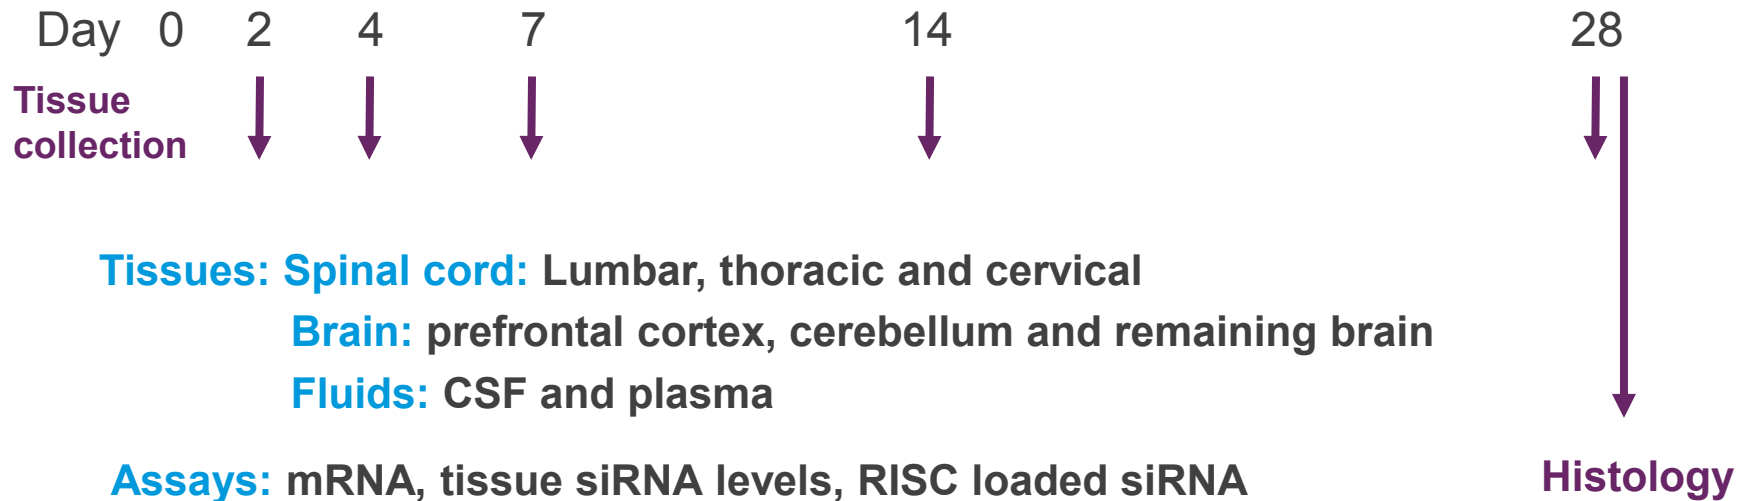 Day 0 2 4 7 14 28
Tissue
collection
Tissues: Spinal cord: Lumbar, thoracic and cervical
Brain: prefrontal cortex, cerebellum and remaining brain
Fluids: CSF and plasma
Assays: mRNA, tissue siRNA levels, RISC loaded siRNA
Histology